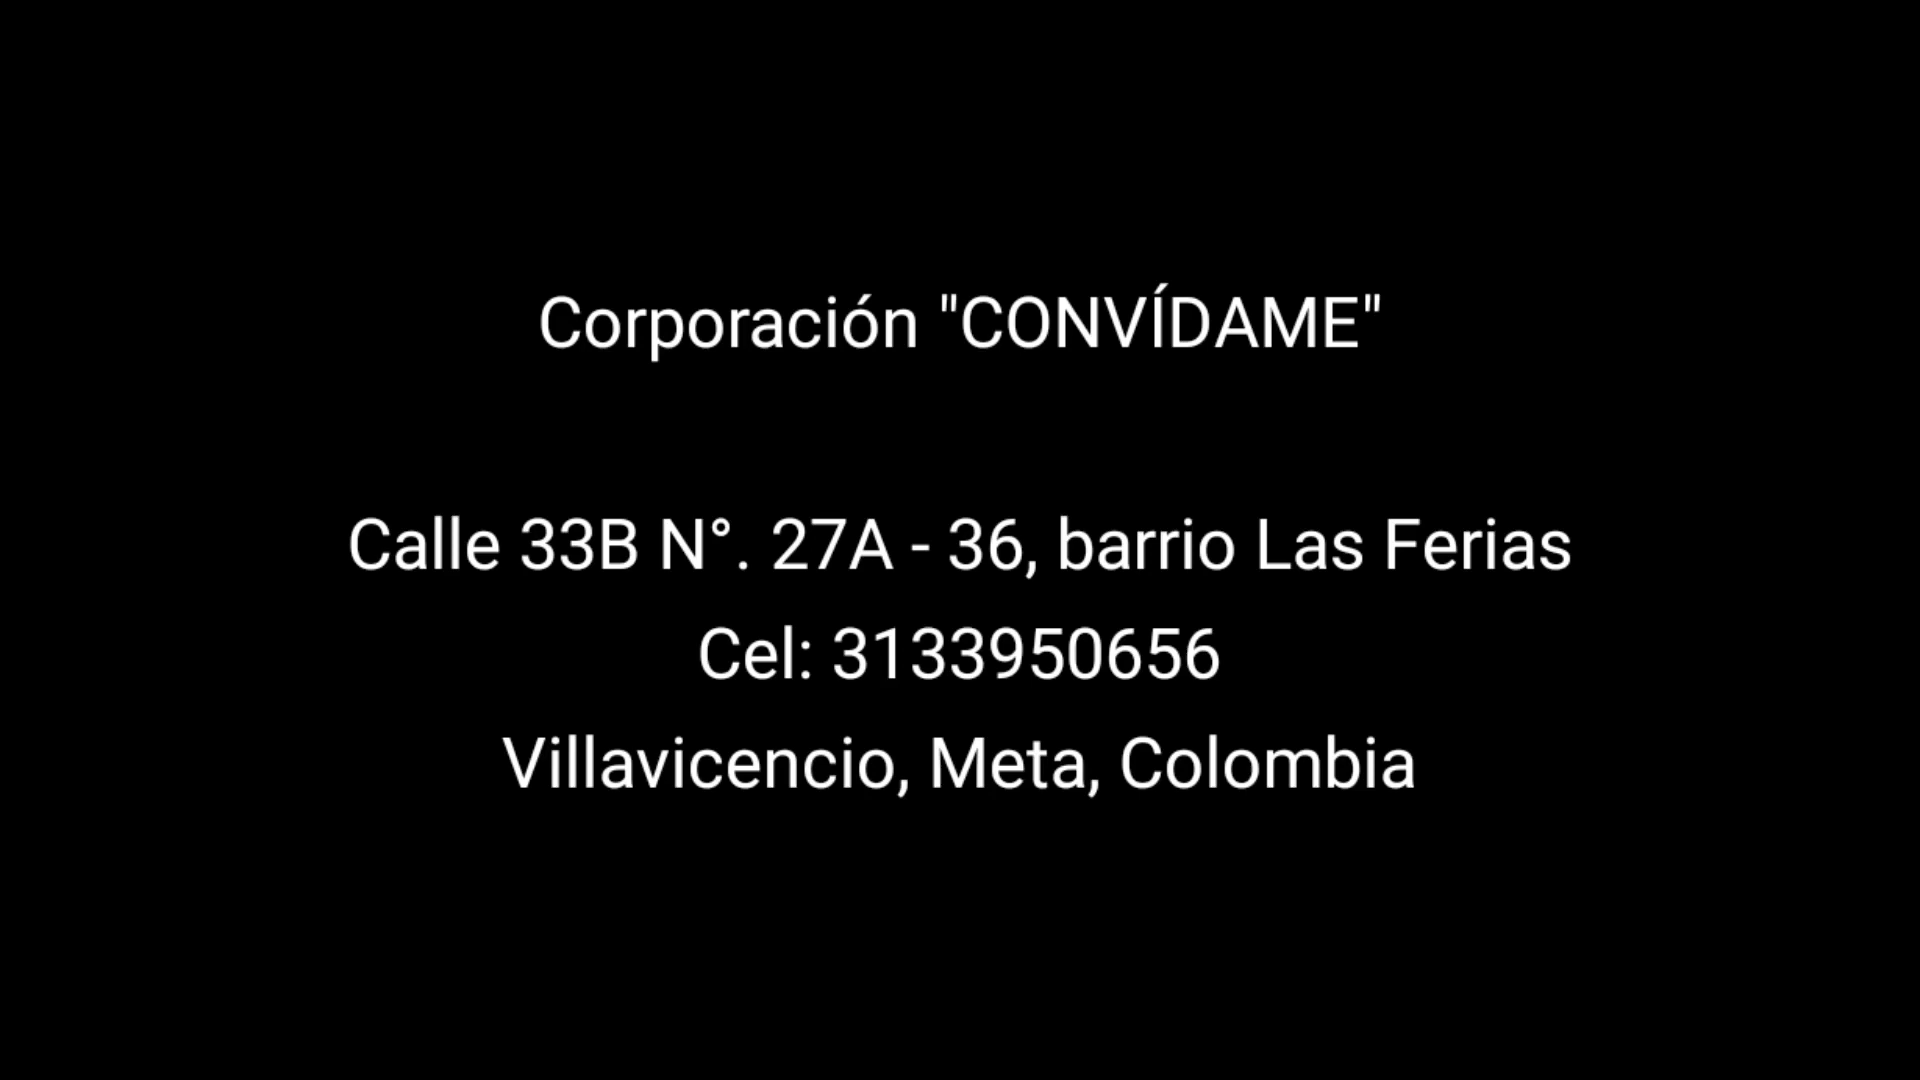 Corporación "CONVÍDAME"
Calle 33B N°. 27A - 36, barrio Las Ferias
Cel: 3133950656
Villavicencio, Meta, Colombia